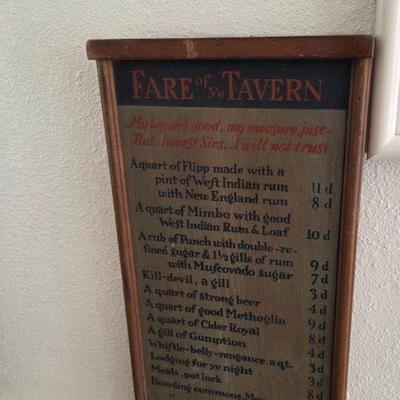 FARE of ye TAVERN
My liquors good, my measure just-
But, honest Sirs, I will not trust.
A quart of Flipp made with a
pint of West Indian rum 11 d
with New England rum 8 d
A quart of Mimbo with good
West Indian Rum & Loaf 10 d
A rub of Punch with double-re-
fined sugar & 1½ gills of rum 9 d
with Muscovado sugar 7 d
Kill-devil, a gill 3 d
A quart of strong beer 4 d
A quart of good Metheglin 9 d
A quart of Cider Royal 8 d
A gill of Gumption 4 d
Whistle-belly-vengance, a qt. 3 d
Lodging for ye night 3 d
Meals, pot luck 8 d
Boarding commons,